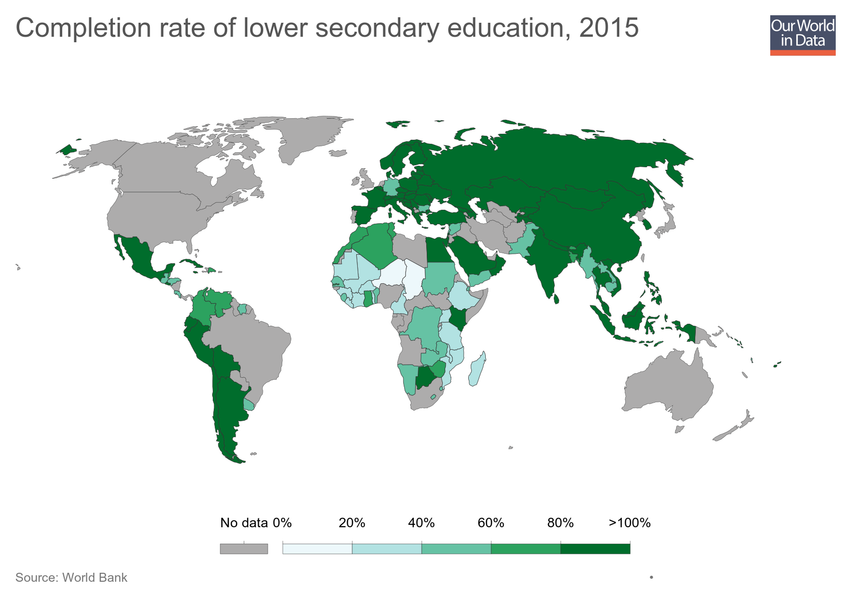 Completion rate of lower secondary education, 2015
Our World
in Data
No data 0% 20% 40% 60% 80% >100%
Source: World Bank